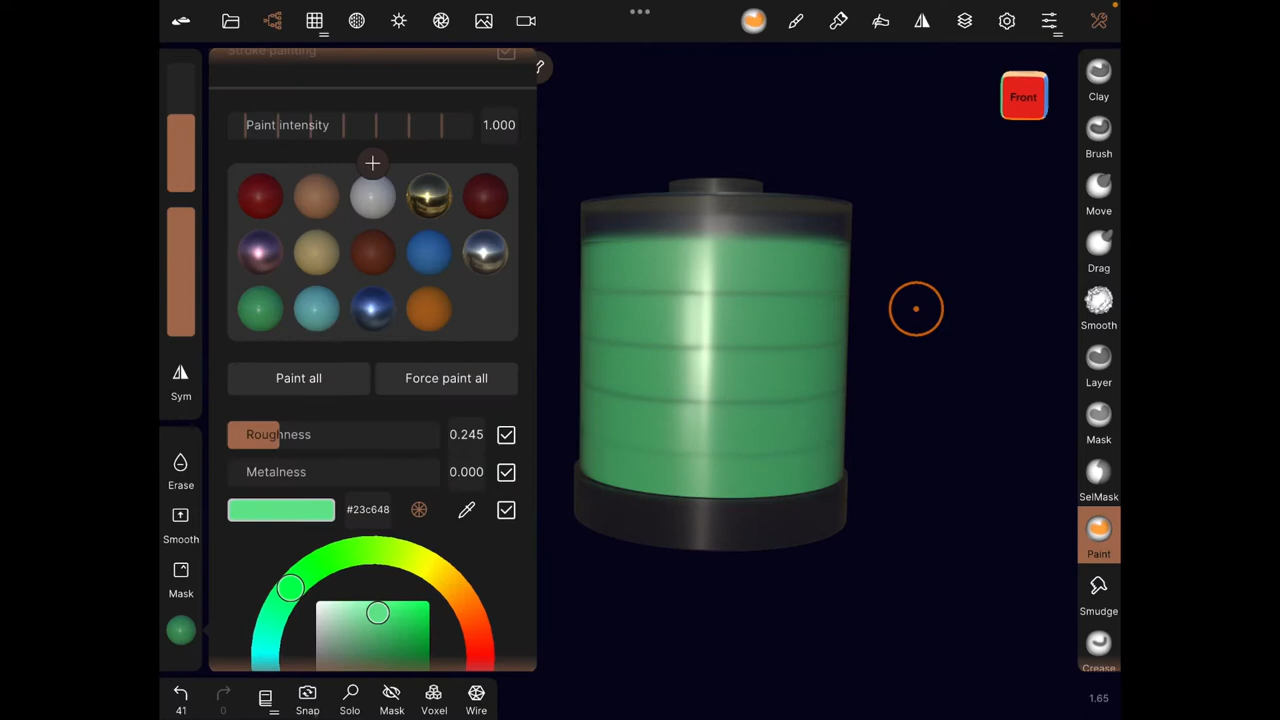 Stroke painting
Paint intensity 1.000
Paint all Force paint all
Roughness 0.245
Metalness 0.000
#23c648
Sym
Erase
Smooth
Mask
41
0
Snap
Solo
Mask
Voxel
Wire
Front
Clay
Brush
Move
Drag
Smooth
Layer
Mask
SelMask
Paint
Smudge
Crease
1.65